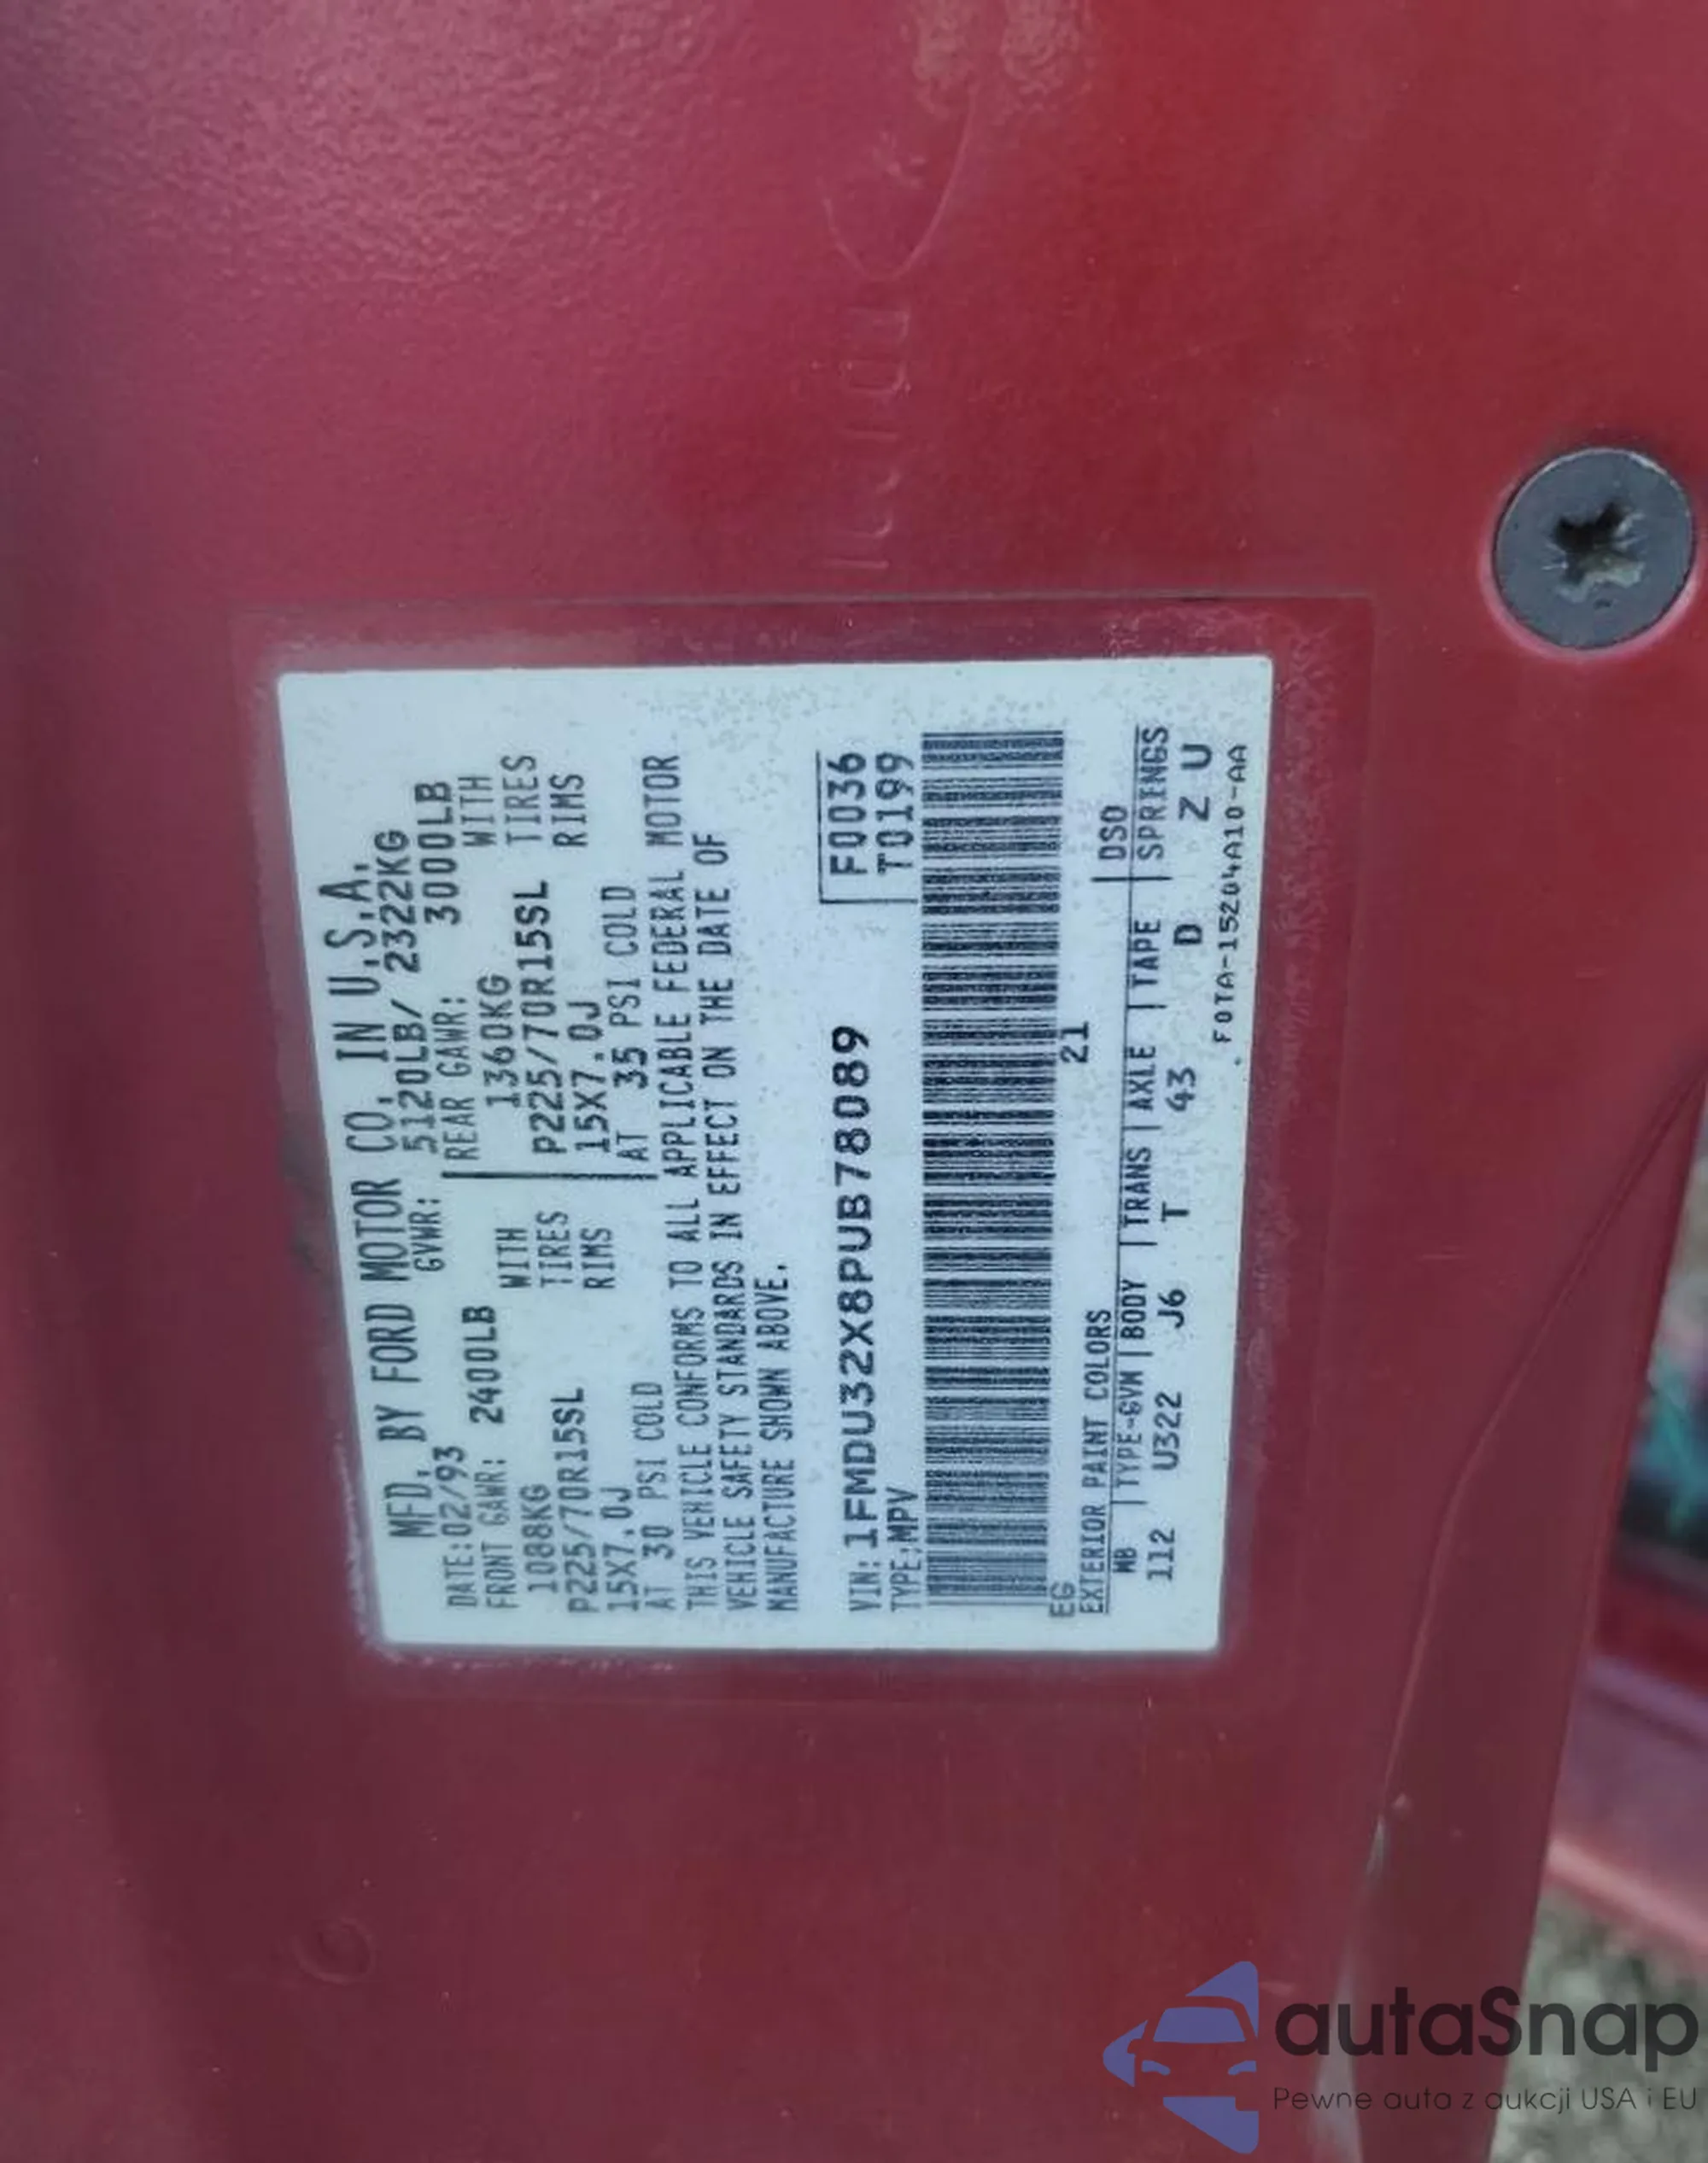 MFD. BY FORD MOTOR CO. IN U.S.A.
DATE: 02/93 GVWR: 5120LB/ 2322KG
FRONT GAWR: 2400LB REAR GAWR: 3000LB
1088KG WITH 1360KG WITH
P225/70R15SL TIRES P225/70R15SL TIRES
15X7.0J RIMS 15X7.0J RIMS
AT 30 PSI COLD AT 35 PSI COLD
THIS VEHICLE CONFORMS TO ALL APPLICABLE FEDERAL MOTOR
VEHICLE SAFETY STANDARDS IN EFFECT ON THE DATE OF
MANUFACTURE SHOWN ABOVE.
VIN: 1FMDU32X8PUB78089 F0036
TYPE: MPV T0199
EG 21
EXTERIOR PAINT COLORS DSO
WB TYPE-GVM BODY TRANS AXLE TAPE SPRINGS
112 U322 J6 T 43 D Z U
F0TA-15204A10-AA
autaSnap
Pewne auta z aukcji USA i EU